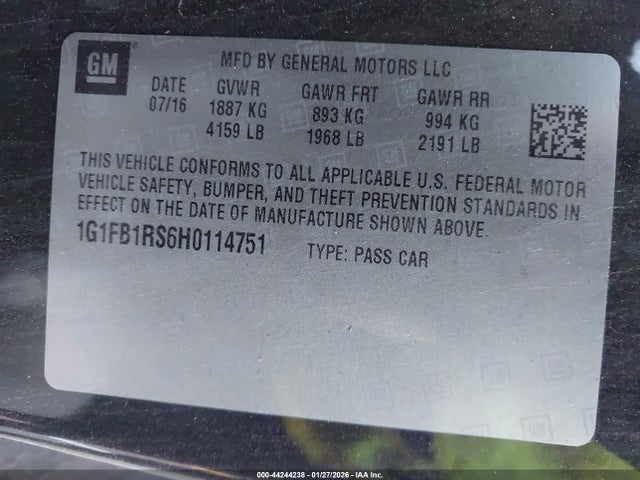 GM
MFD BY GENERAL MOTORS LLC
DATE GVWR GAWR FRT GAWR RR
07/16 1887 KG 893 KG 994 KG
4159 LB 1968 LB 2191 LB
THIS VEHICLE CONFORMS TO ALL APPLICABLE U.S. FEDERAL MOTOR
VEHICLE SAFETY, BUMPER, AND THEFT PREVENTION STANDARDS IN
EFFECT ON THE DATE OF MANUFACTURE SHOWN ABOVE.
1G1FB1RS6H0114751 TYPE: PASS CAR
000-44244238 - 01/27/2026 - IAA Inc.